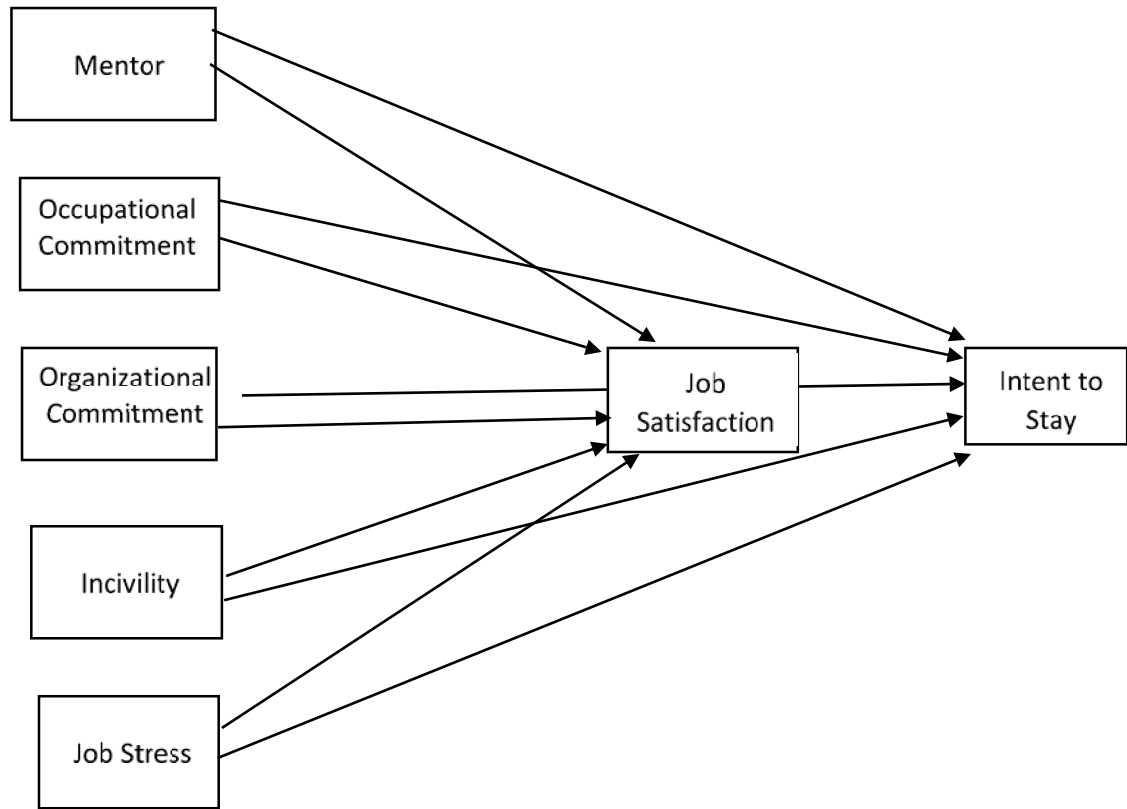 Mentor
Occupational
Commitment
Organizational
Commitment
Job
Satisfaction
Intent to
Stay
Incivility
Job Stress